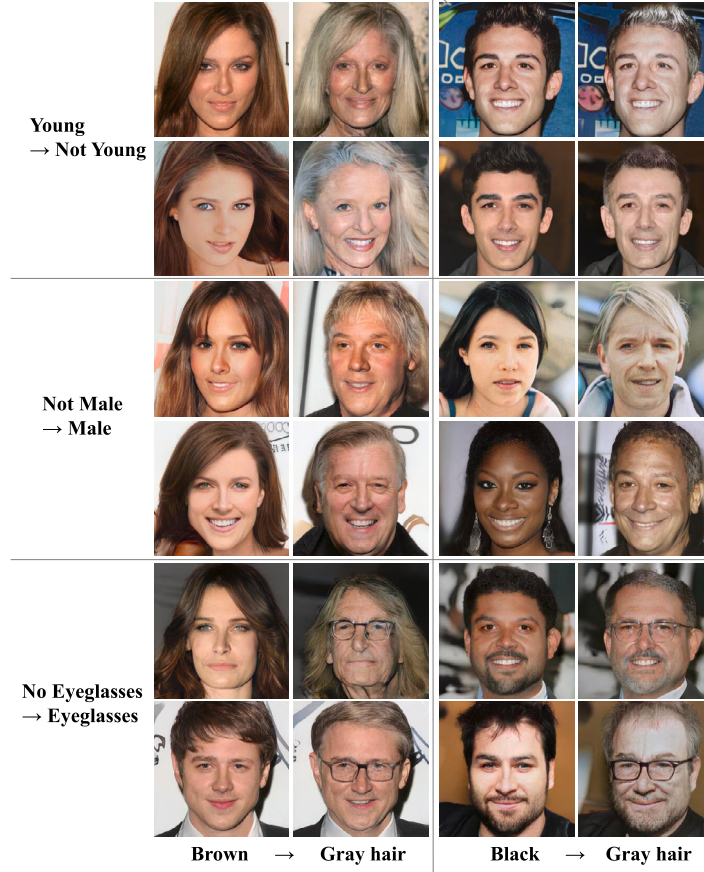 Young
→ Not Young
Not Male
→ Male
No Eyeglasses
→ Eyeglasses
Brown → Gray hair
Black → Gray hair